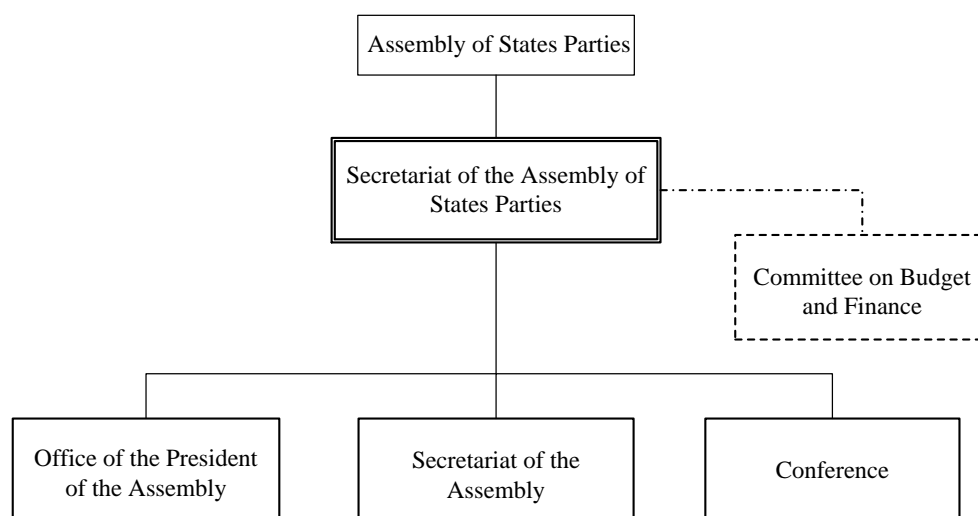 Assembly of States Parties
Secretariat of the Assembly of
States Parties
Committee on Budget
and Finance
Office of the President
of the Assembly
Secretariat of the
Assembly
Conference